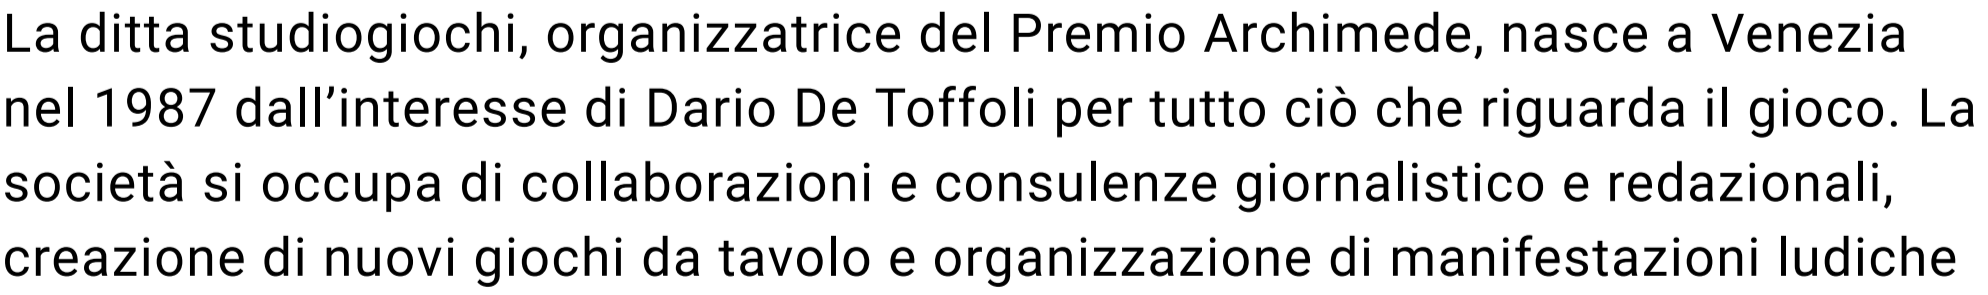 La ditta studiogiochi, organizzatrice del Premio Archimede, nasce a Venezia
nel 1987 dall’interesse di Dario De Toffoli per tutto ciò che riguarda il gioco. La
società si occupa di collaborazioni e consulenze giornalistico e redazionali,
creazione di nuovi giochi da tavolo e organizzazione di manifestazioni ludiche